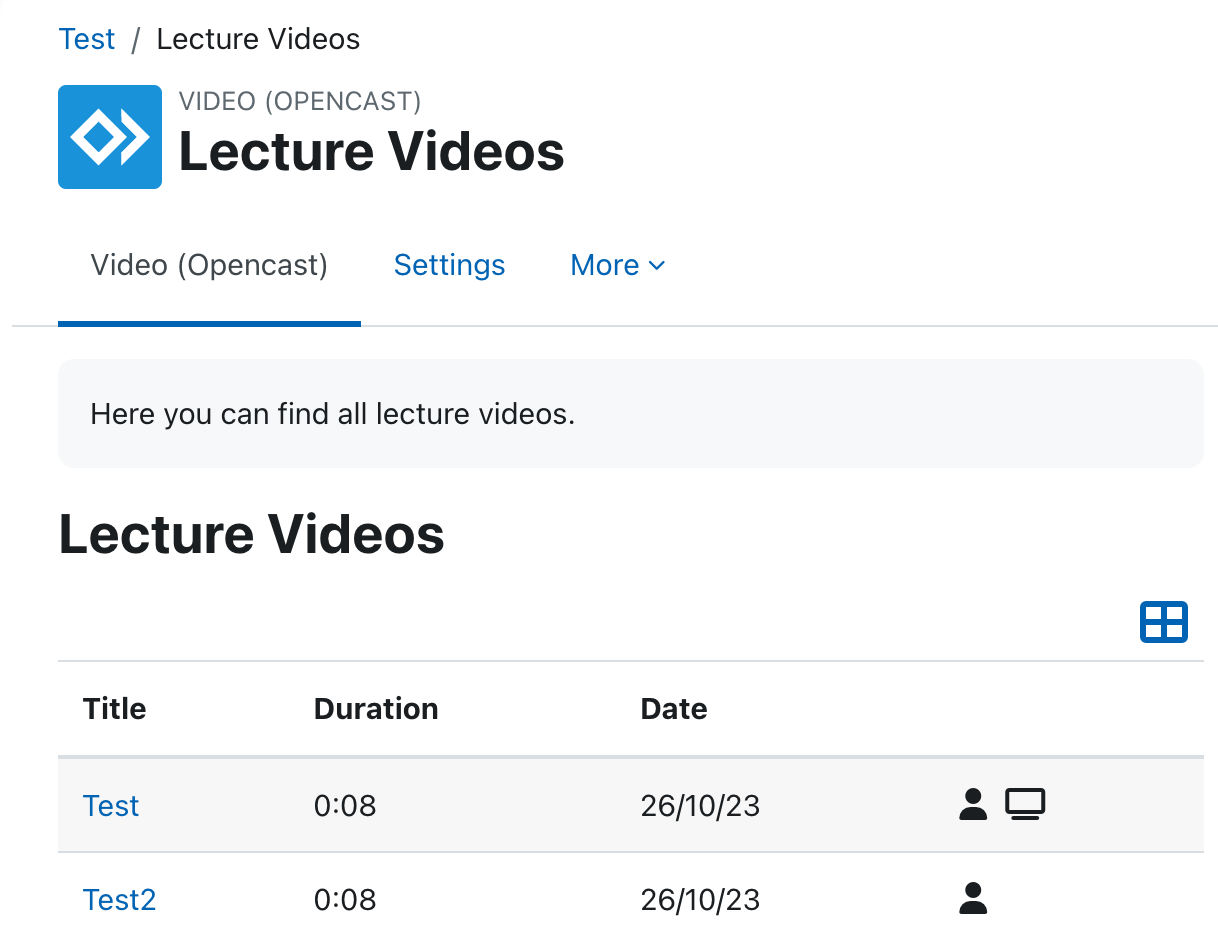 Test / Lecture Videos
VIDEO (OPENCAST)
Lecture Videos
Video (Opencast) Settings More
Here you can find all lecture videos.
Lecture Videos
Title Duration Date
Test 0:08 26/10/23
Test2 0:08 26/10/23